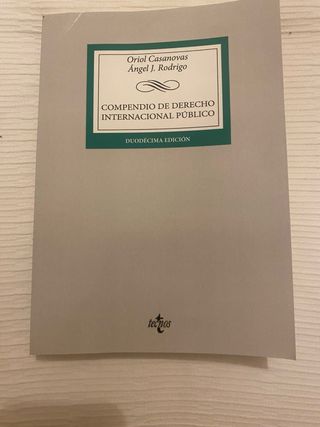 Oriol Casanovas
Ángel J. Rodrigo
COMPENDIO DE DERECHO
INTERNACIONAL PÚBLICO
DUODÉCIMA EDICIÓN
tecnos